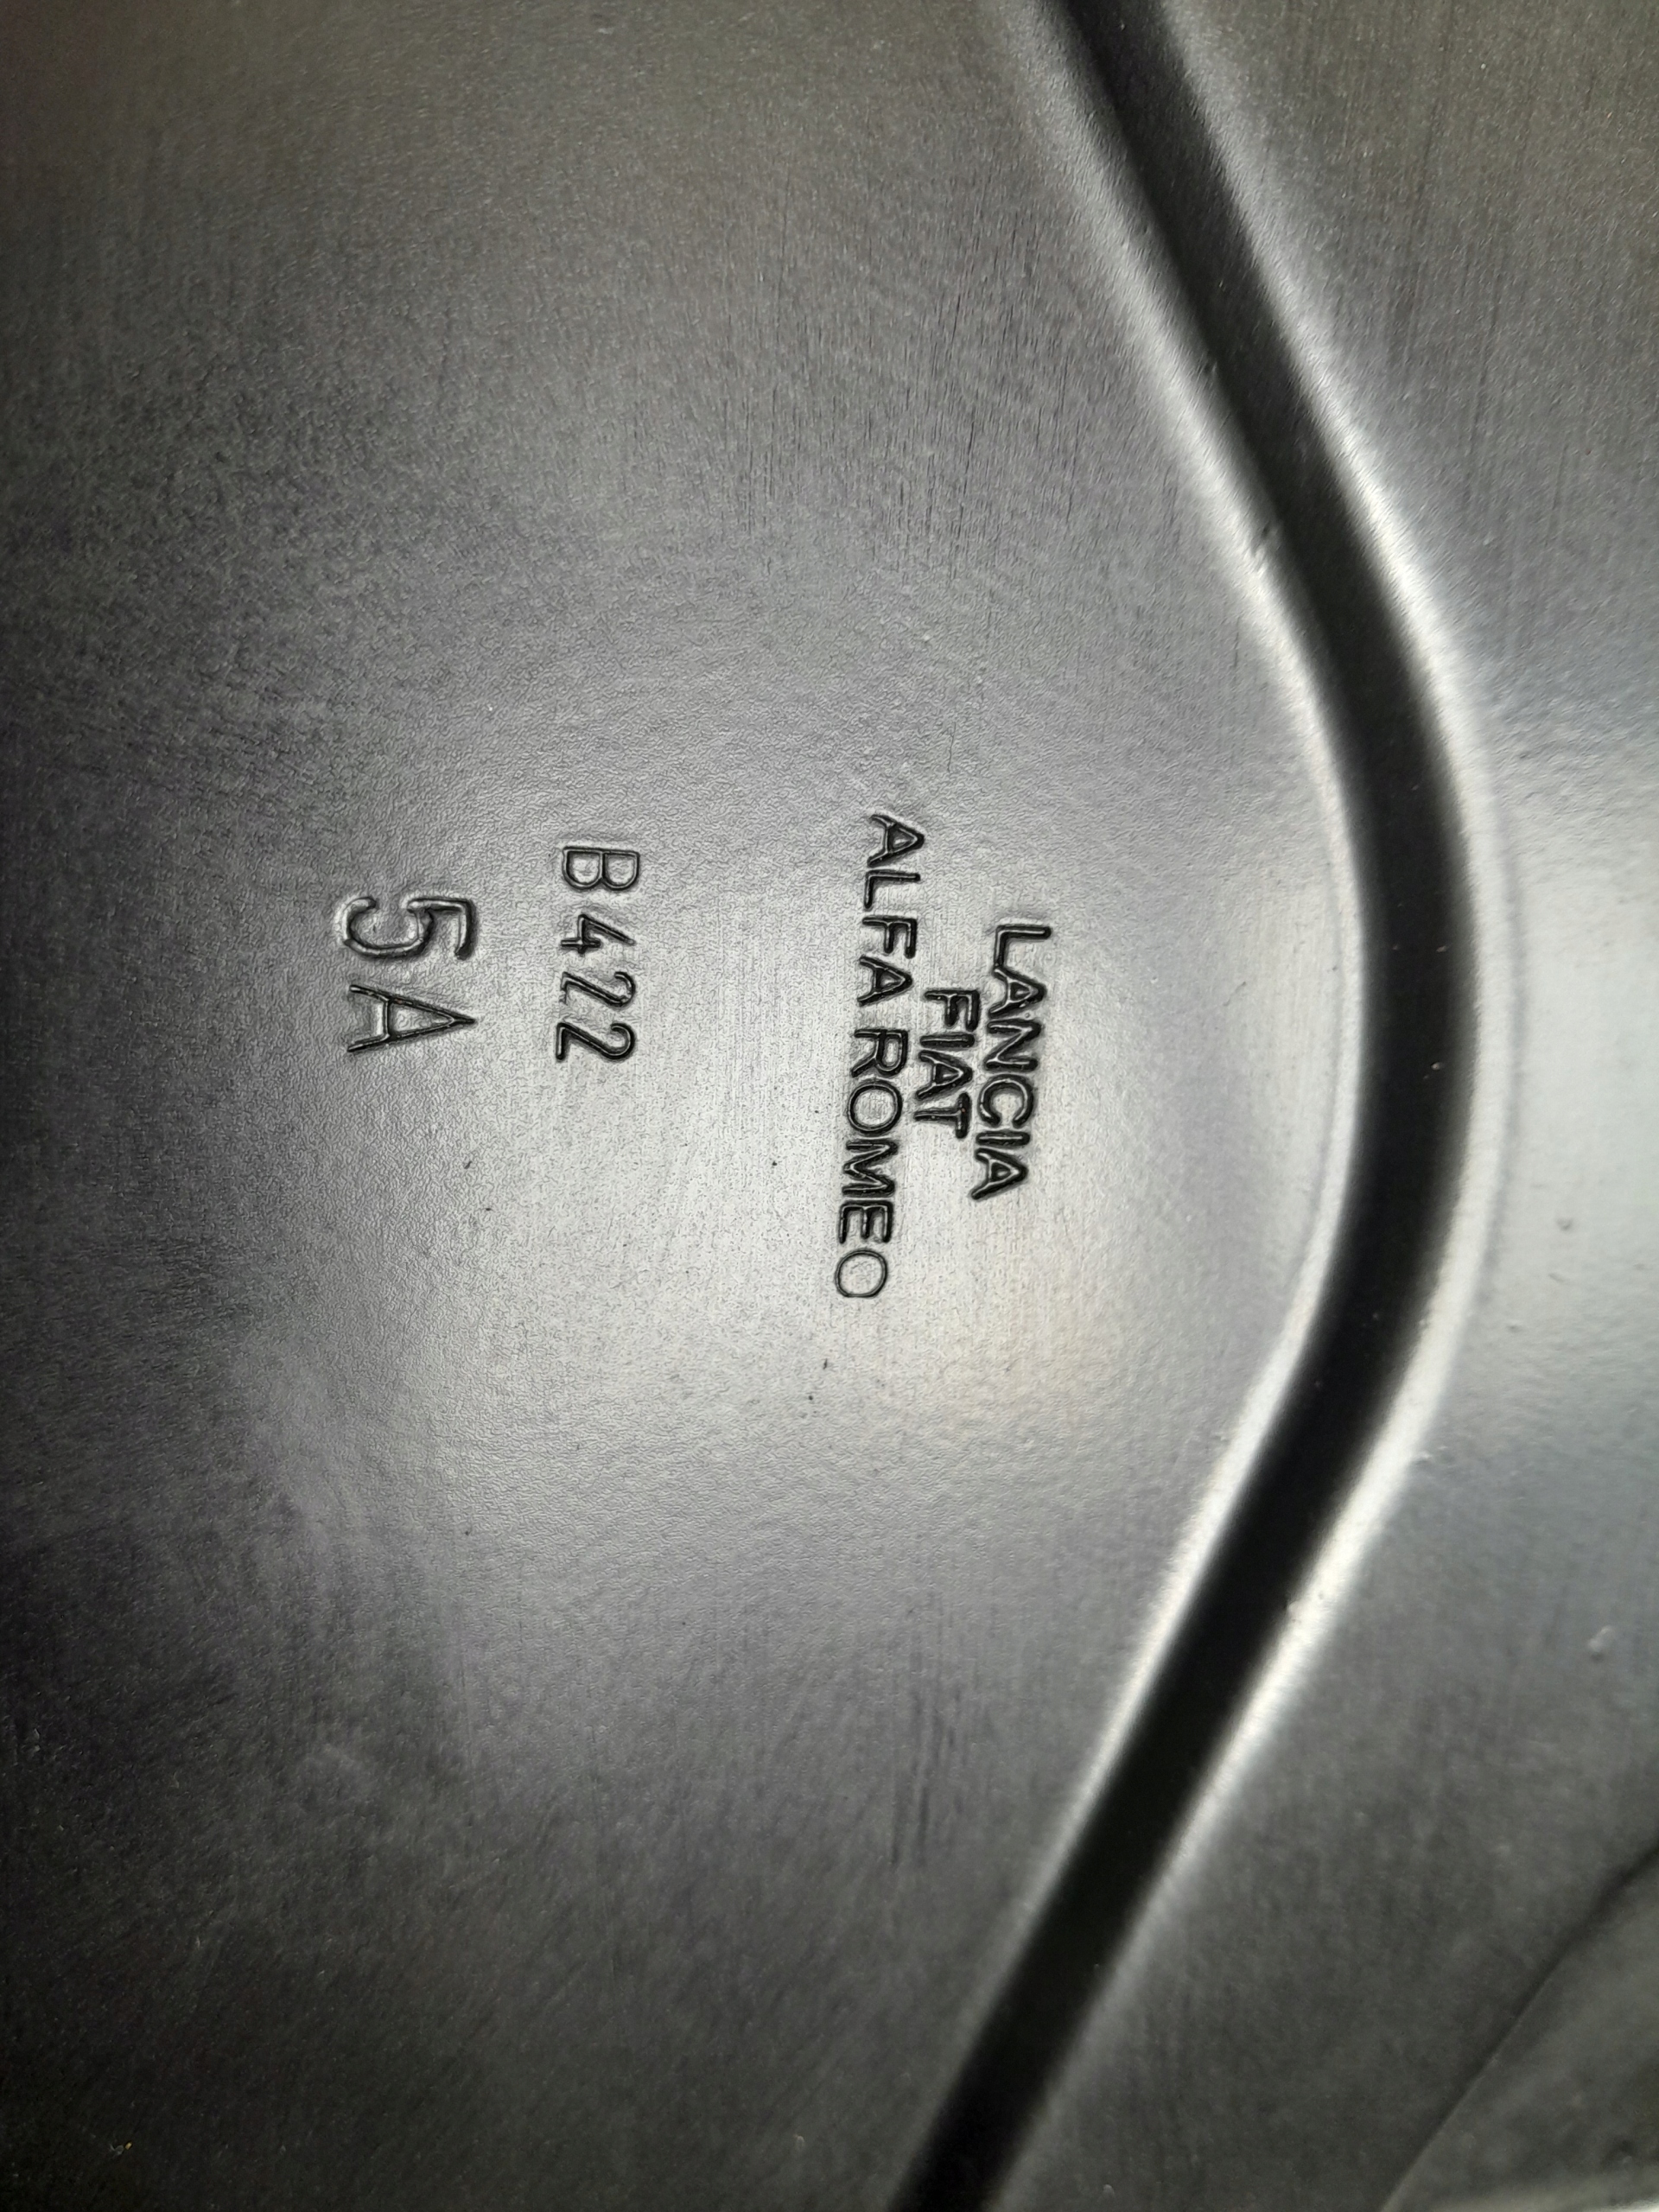 LANCIA
FIAT
ALFA ROMEO
B422
5A